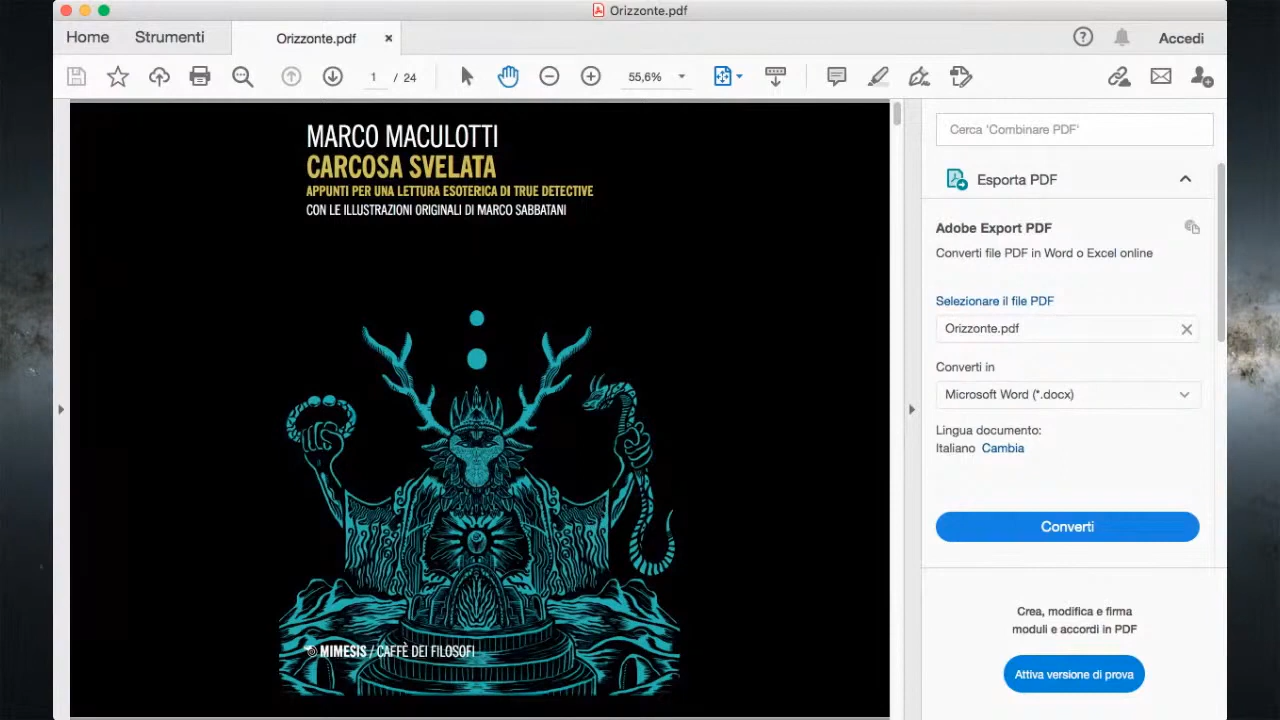 Orizzonte.pdf
Home
Strumenti
Orizzonte.pdf
Accedi
1 / 24
55,6%
MARCO MACULOTTI
CARCOSA SVELATA
APPUNTI PER UNA LETTURA ESOTERICA DI TRUE DETECTIVE
CON LE ILLUSTRAZIONI ORIGINALI DI MARCO SABBATANI
MIMESIS / CAFFÈ DEI FILOSOFI
Cerca 'Combinare PDF'
Esporta PDF
Adobe Export PDF
Converti file PDF in Word o Excel online
Selezionare il file PDF
Orizzonte.pdf
Converti in
Microsoft Word (*.docx)
Lingua documento:
Italiano Cambia
Converti
Crea, modifica e firma
moduli e accordi in PDF
Attiva versione di prova